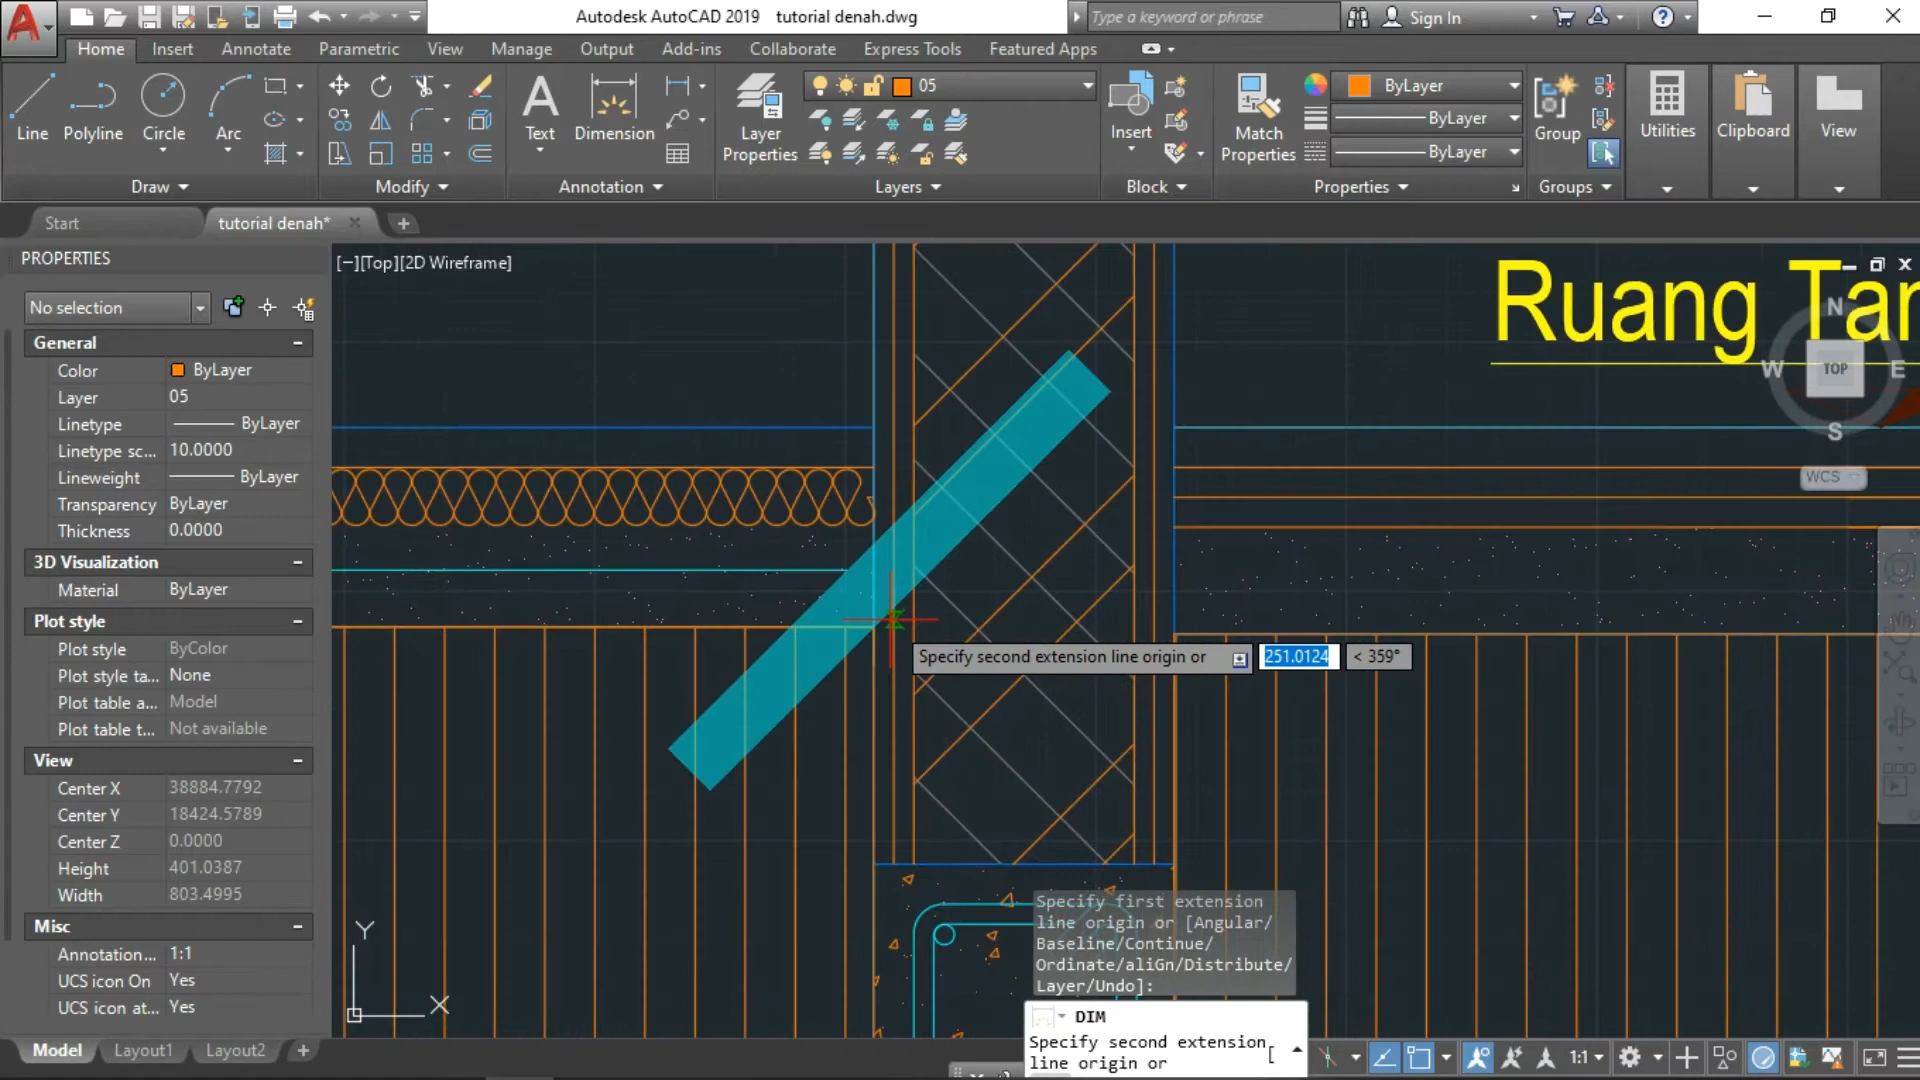 Autodesk AutoCAD 2019 tutorial denah.dwg
Type a keyword or phrase
Sign In
Home Insert Annotate Parametric View Manage Output Add-ins Collaborate Express Tools Featured Apps
Line Polyline Circle Arc
Draw
Modify
Text Dimension
Annotation
Layer Properties
05
Layers
Insert
Block
Match Properties
ByLayer
ByLayer
ByLayer
Properties
Group
Groups
Utilities
Clipboard
View
Start
tutorial denah*
PROPERTIES
No selection
General
Color ByLayer
Layer 05
Linetype ByLayer
Linetype sc... 10.0000
Lineweight ByLayer
Transparency ByLayer
Thickness 0.0000
3D Visualization
Material ByLayer
Plot style
Plot style ByColor
Plot style ta... None
Plot table a... Model
Plot table t... Not available
View
Center X 38884.7792
Center Y 18424.5789
Center Z 0.0000
Height 401.0387
Width 803.4995
Misc
Annotation... 1:1
UCS icon On Yes
UCS icon at... Yes
[−][Top][2D Wireframe]
Ruang Tar
N
W TOP E
S
WCS
Specify second extension line origin or 251.0124 < 359°
Y
X
Specify first extension
line origin or [Angular/
Baseline/Continue/
Ordinate/aliGn/Distribute/
Layer/Undo]:
DIM
Specify second extension
line origin or [
Model Layout1 Layout2
1:1